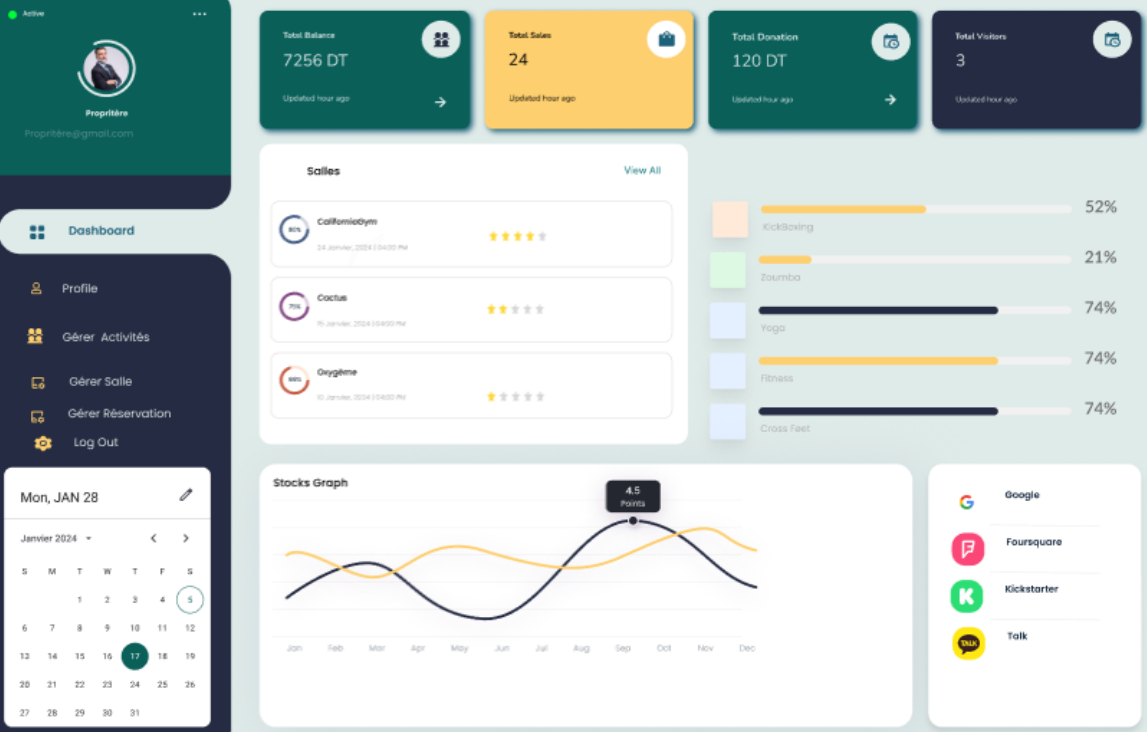 Active
Propritère
Propritère@gmail.com
Dashboard
Profile
Gérer Activités
Gérer Salle
Gérer Réservation
Log Out
Mon, JAN 28
Janvier 2024
S M T W T F S
1 2 3 4 5
6 7 8 9 10 11 12
13 14 15 16 17 18 19
20 21 22 23 24 25 26
27 28 29 30 31
Total Balance
7256 DT
Updated hour ago
Total Sales
24
Updated hour ago
Total Donation
120 DT
Updated hour ago
Total Visitors
3
Updated hour ago
Salles
View All
80%
CaliforniaGym
24 Janvier, 2024 | 04:00 PM
75%
Cactus
15 Janvier, 2024 | 04:00 PM
Oxygème
10 Janvier, 2024 | 04:00 PM
52%
KickBoxing
21%
Zoumba
74%
Yoga
74%
Fitness
74%
Cross Feet
Stocks Graph
4.5
Points
Jan Feb Mar Apr May Jun Jul Aug Sep Oct Nov Dec
Google
Foursquare
Kickstarter
TALK
Talk